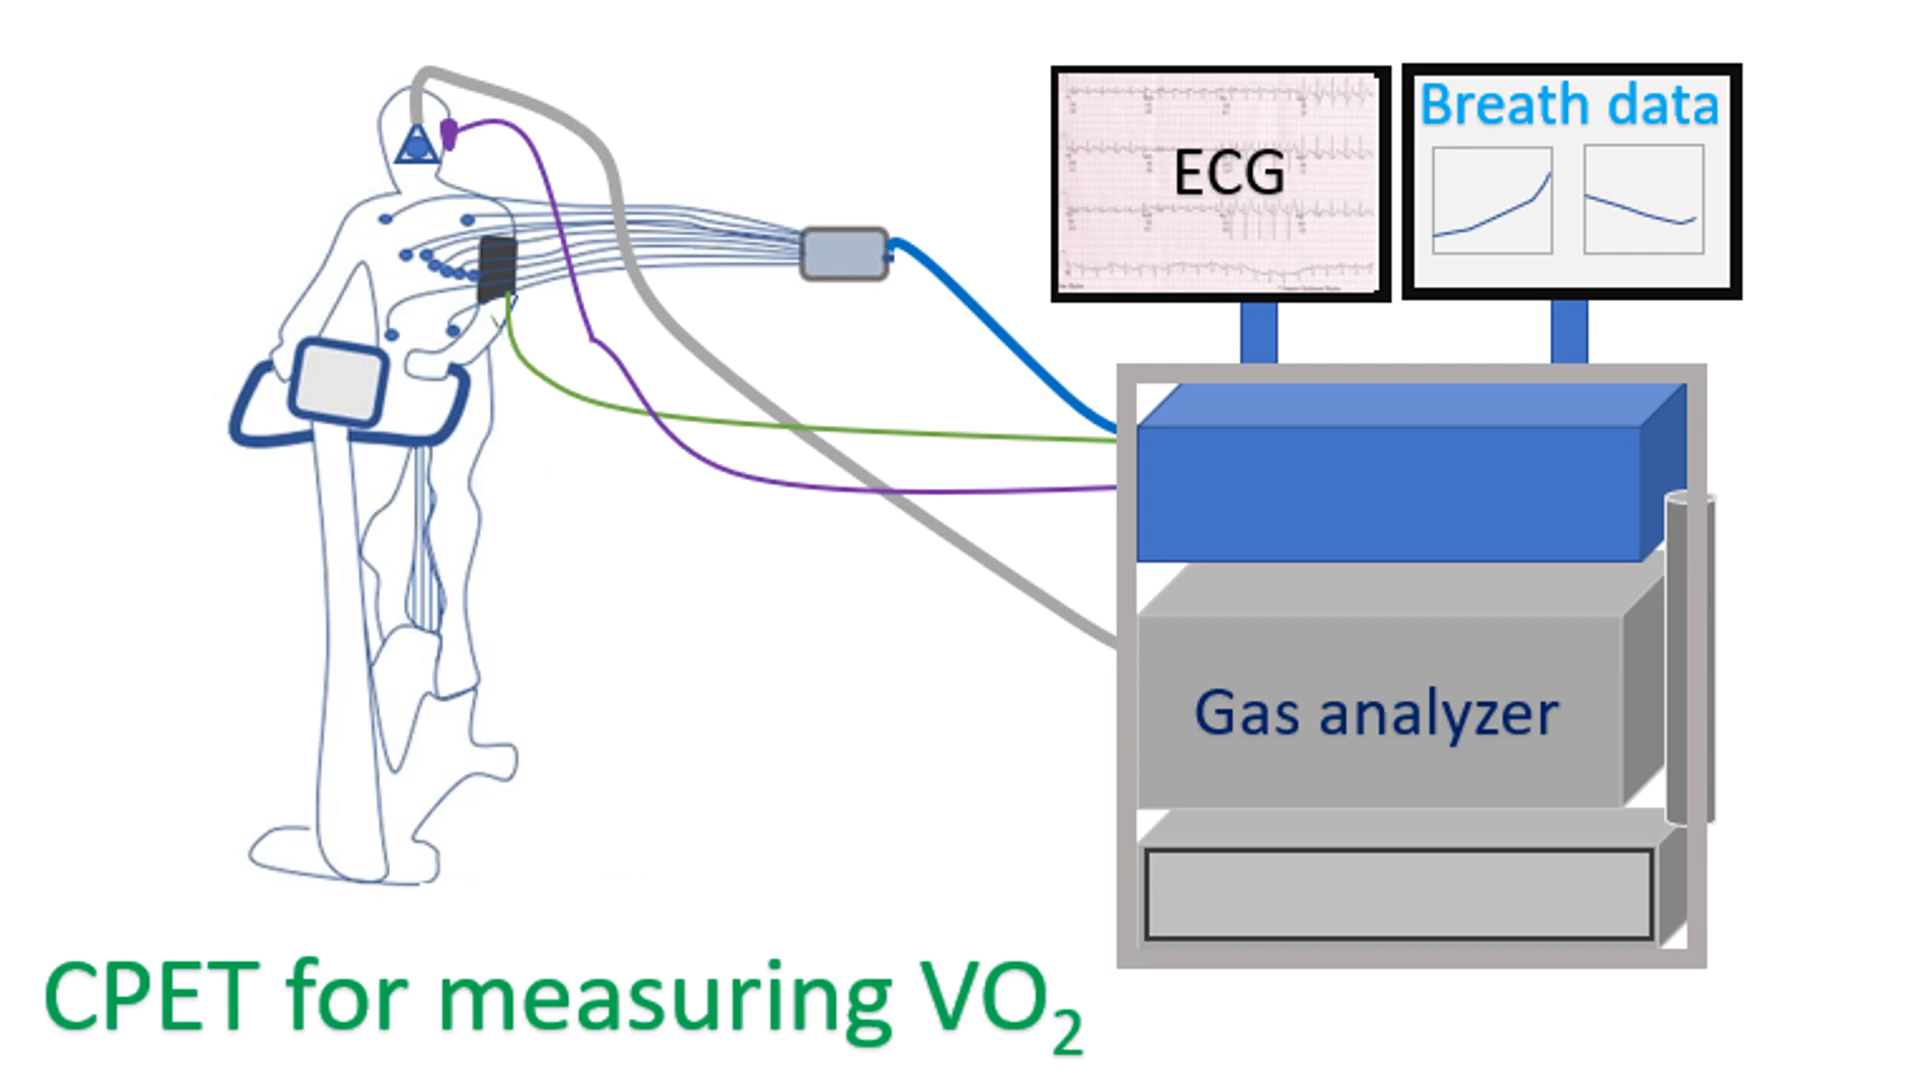 ECG
Breath data
Gas analyzer
CPET for measuring VO₂